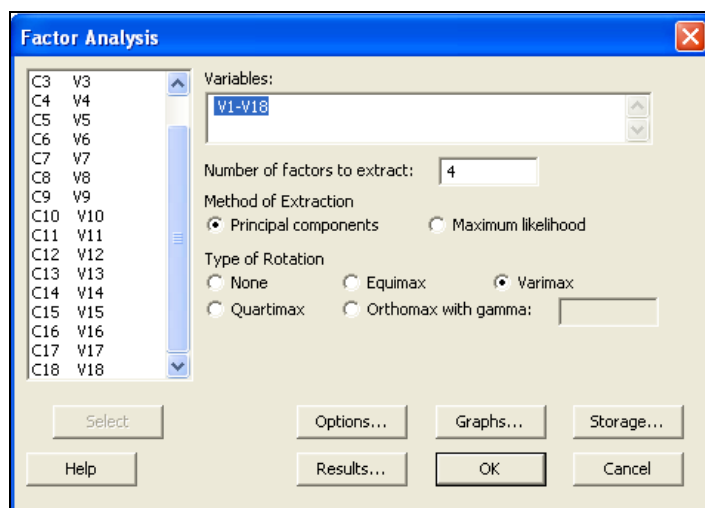 Factor Analysis
C3 V3
C4 V4
C5 V5
C6 V6
C7 V7
C8 V8
C9 V9
C10 V10
C11 V11
C12 V12
C13 V13
C14 V14
C15 V15
C16 V16
C17 V17
C18 V18
Variables:
V1-V18
Number of factors to extract: 4
Method of Extraction
Principal components Maximum likelihood
Type of Rotation
None Equimax Varimax
Quartimax Orthomax with gamma:
Select Options... Graphs... Storage...
Help Results... OK Cancel